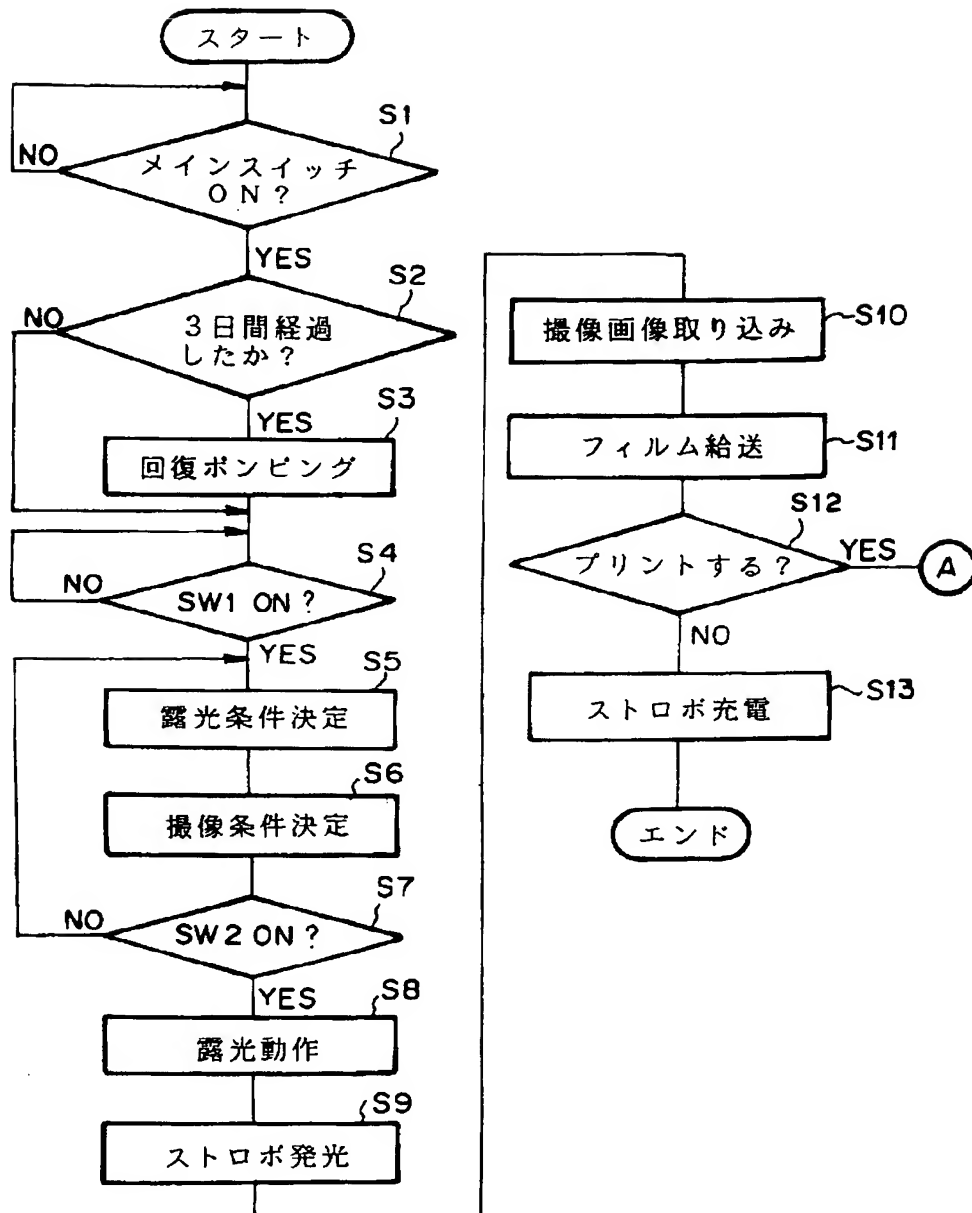 スタート
S1
NO
メインスイッチ
ON?
YES
S2
NO
3日間経過
したか?
YES
S3
回復ポンピング
S4
NO
SW1 ON?
YES
S5
露光条件決定
S6
撮像条件決定
S7
NO
SW2 ON?
YES
S8
露光動作
S9
ストロボ発光
撮像画像取り込み
S10
フィルム給送
S11
S12
プリントする?
YES
A
NO
S13
ストロボ充電
エンド